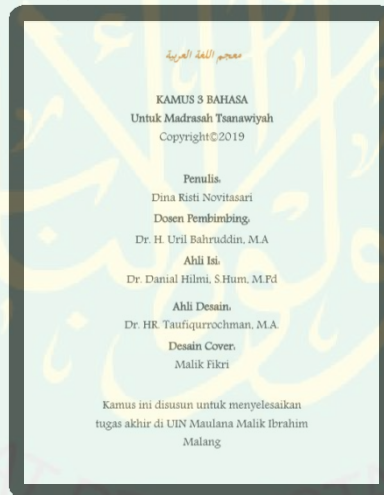 معجم اللغة العربية
KAMUS 3 BAHASA
Untuk Madrasah Tsanawiyah
Copyright©2019
Penulis:
Dina Risti Novitasari
Dosen Pembimbing:
Dr. H. Uril Bahruddin, M.A
Ahli Isi:
Dr. Danial Hilmi, S.Hum, M.Pd
Ahli Desain:
Dr. HR. Taufiqurrochman, M.A.
Desain Cover:
Malik Fikri
Kamus ini disusun untuk menyelesaikan
tugas akhir di UIN Maulana Malik Ibrahim
Malang